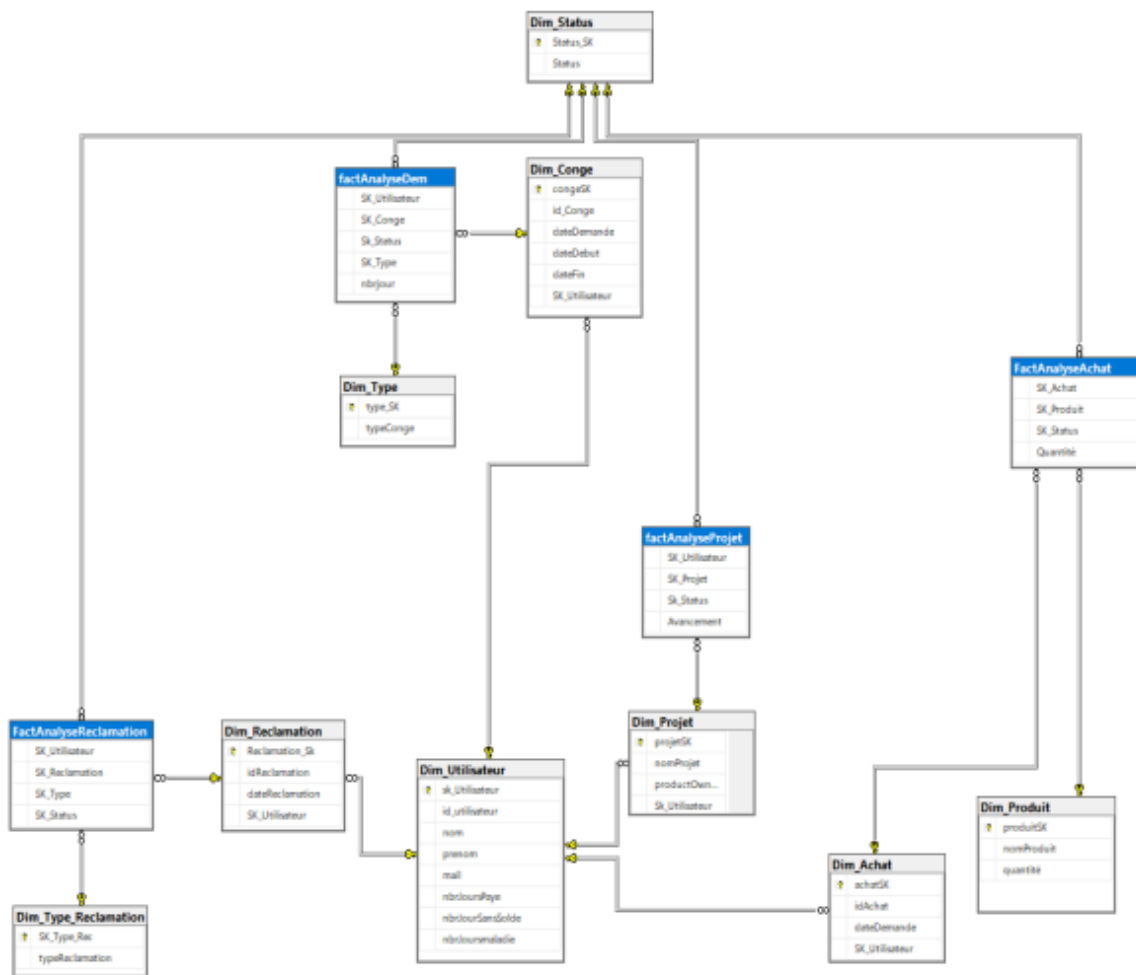 Dim_Status
Status_SK
Status
factAnalyseDem
SK_Utilisateur
SK_Conge
Sk_Status
SK_Type
nbrjour
Dim_Conge
congeSK
id_Conge
dateDemande
dateDebut
dateFin
SK_Utilisateur
Dim_Type
type_SK
typeConge
FactAnalyseAchat
SK_Achat
SK_Produit
SK_Status
Quantité
factAnalyseProjet
SK_Utilisateur
SK_Projet
Sk_Status
Avancement
FactAnalyseReclamation
SK_Utilisateur
SK_Reclamation
SK_Type
SK_Status
Dim_Reclamation
Reclamation_Sk
idReclamation
dateReclamation
SK_Utilisateur
Dim_Utilisateur
sk_Utilisateur
id_utilisateur
nom
prenom
mail
nbrJoursPaye
nbrJourSansSolde
nbrJoursmaladie
Dim_Projet
projetSK
nomProjet
productOwn...
Sk_Utilisateur
Dim_Achat
achatSK
idAchat
dateDemande
SK_Utilisateur
Dim_Produit
produitSK
nomProduit
quantité
Dim_Type_Reclamation
SK_Type_Rec
typeReclamation